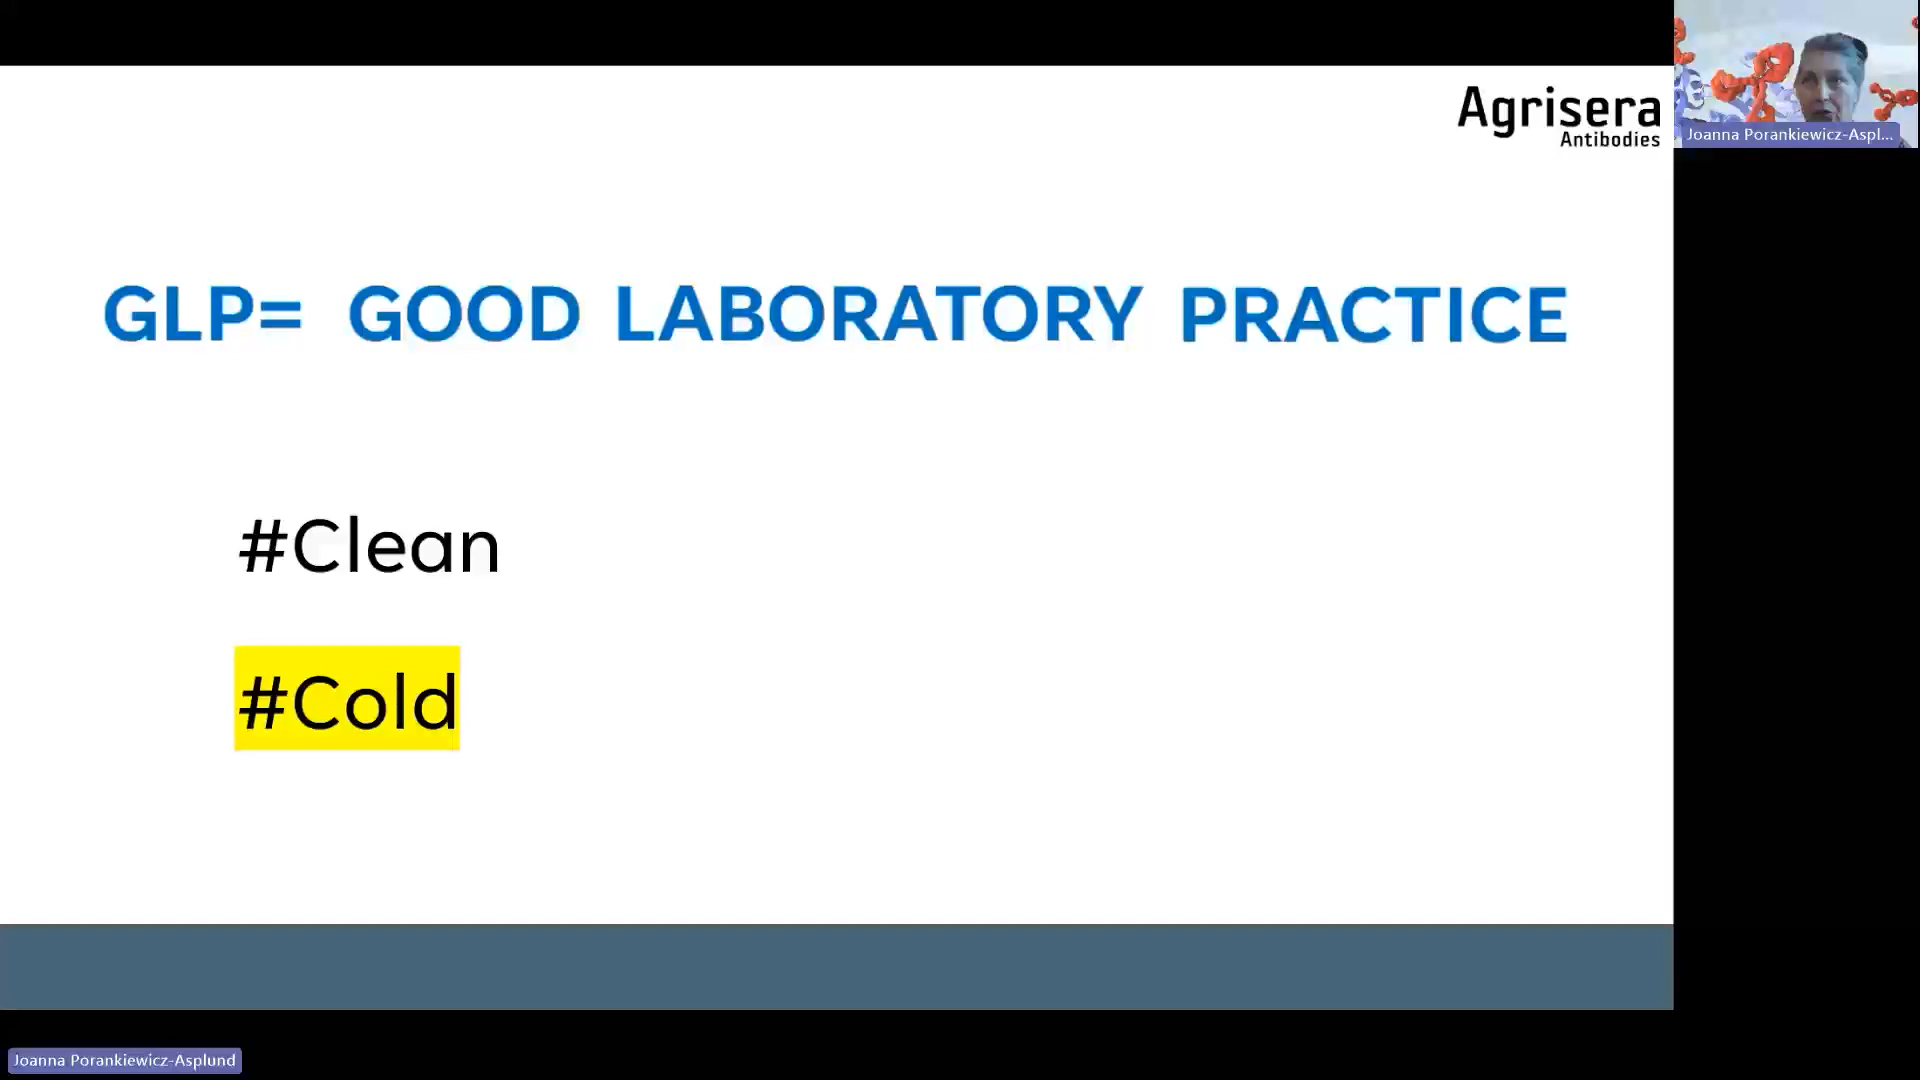 Agrisera
Antibodies
Joanna Porankiewicz-Aspl...
GLP= GOOD LABORATORY PRACTICE
#Clean
#Cold
Joanna Porankiewicz-Asplund